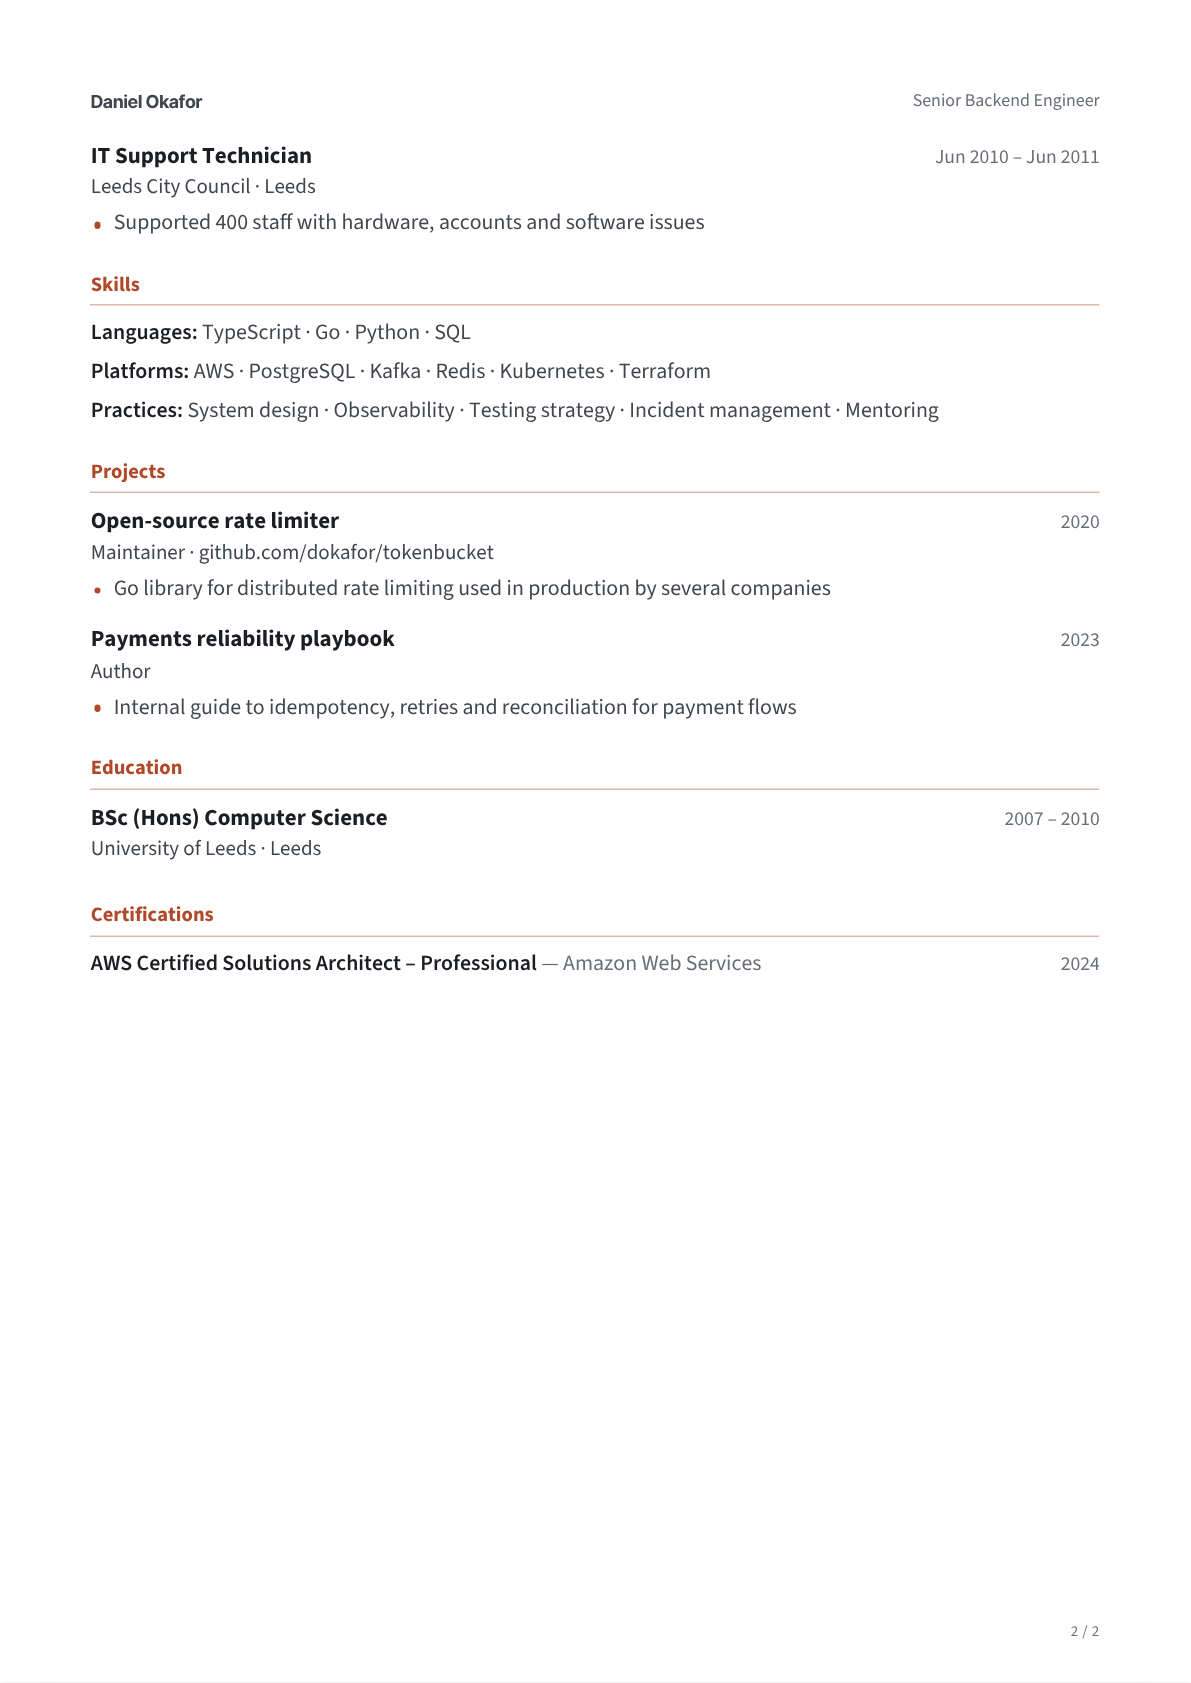 Daniel Okafor Senior Backend Engineer
IT Support Technician Jun 2010 – Jun 2011
Leeds City Council · Leeds
• Supported 400 staff with hardware, accounts and software issues
Skills
Languages: TypeScript · Go · Python · SQL
Platforms: AWS · PostgreSQL · Kafka · Redis · Kubernetes · Terraform
Practices: System design · Observability · Testing strategy · Incident management · Mentoring
Projects
Open-source rate limiter 2020
Maintainer · github.com/dokafor/tokenbucket
• Go library for distributed rate limiting used in production by several companies
Payments reliability playbook 2023
Author
• Internal guide to idempotency, retries and reconciliation for payment flows
Education
BSc (Hons) Computer Science 2007 – 2010
University of Leeds · Leeds
Certifications
AWS Certified Solutions Architect – Professional — Amazon Web Services 2024
2 / 2